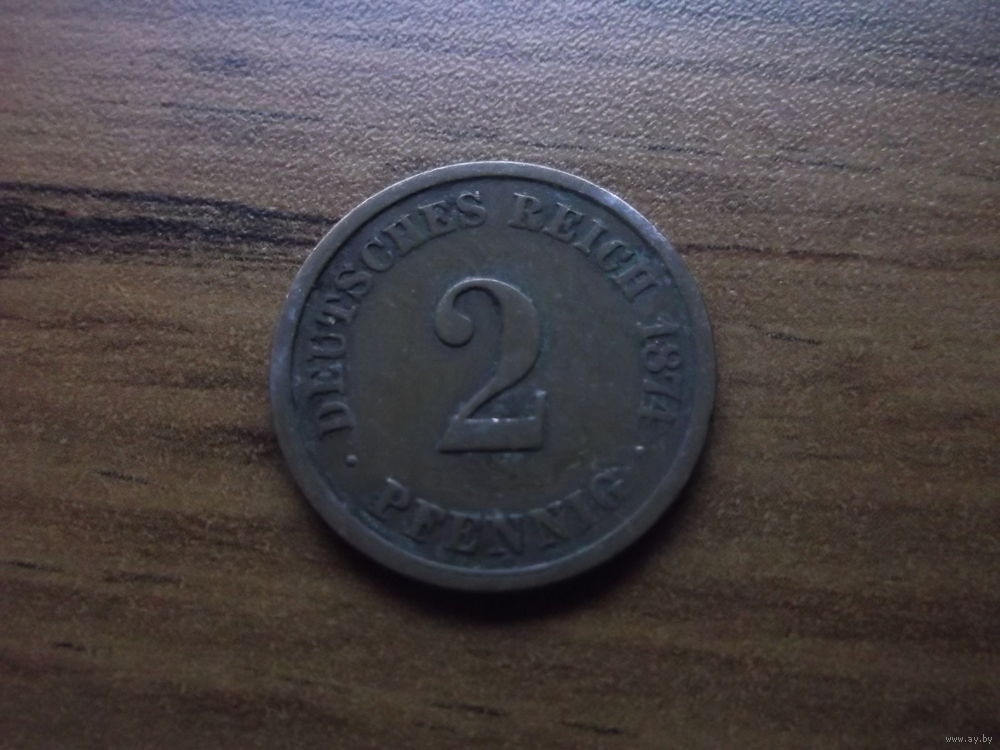 DEUTSCHES REICH 1874
2
PFENNIG
www.ay.by